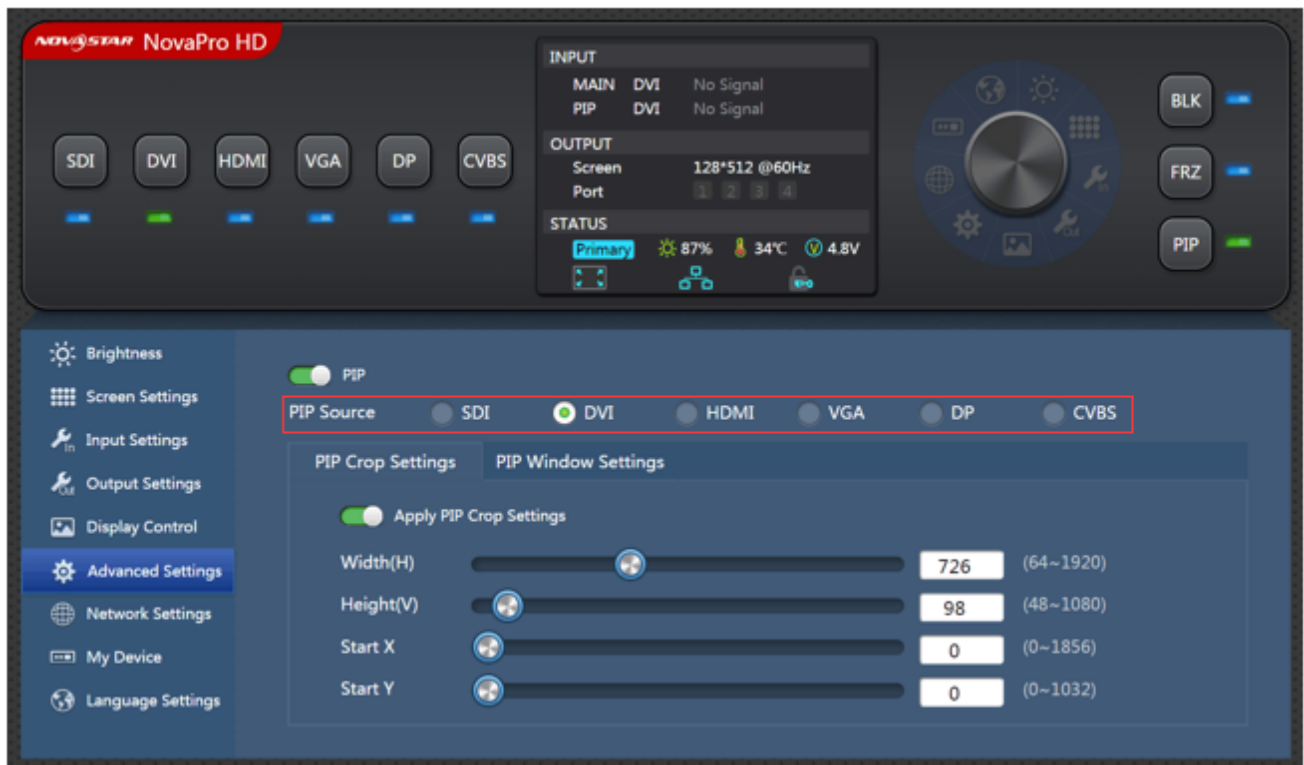 NOVASTAR NovaPro HD
SDI DVI HDMI VGA DP CVBS
INPUT
MAIN DVI No Signal
PIP DVI No Signal
OUTPUT
Screen 128*512 @60Hz
Port 1 2 3 4
STATUS
Primary 87% 34℃ V 4.8V
In
Out
BLK
FRZ
PIP
Brightness
Screen Settings
In Input Settings
Out Output Settings
Display Control
Advanced Settings
Network Settings
My Device
Language Settings
PIP
PIP Source SDI DVI HDMI VGA DP CVBS
PIP Crop Settings PIP Window Settings
Apply PIP Crop Settings
Width(H) 726 (64~1920)
Height(V) 98 (48~1080)
Start X 0 (0~1856)
Start Y 0 (0~1032)